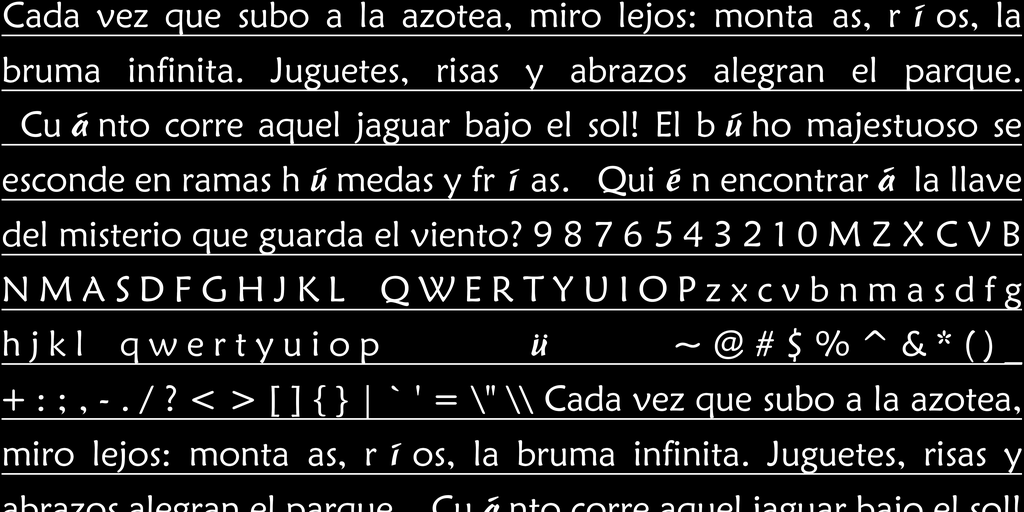 Cada vez que subo a la azotea, miro lejos: monta as, r í os, la
bruma infinita. Juguetes, risas y abrazos alegran el parque.
Cu á nto corre aquel jaguar bajo el sol! El b ú ho majestuoso se
esconde en ramas h ú medas y fr í as. Qui é n encontrar á la llave
del misterio que guarda el viento? 9 8 7 6 5 4 3 2 1 0 M Z X C V B
N M A S D F G H J K L Q W E R T Y U I O P z x c v b n m a s d f g
h j k l q w e r t y u i o p ü ~ @ # $ % ^ & * ( ) _
+ : ; , - . / ? < > [ ] { } | ` ' = \" \\ Cada vez que subo a la azotea,
miro lejos: monta as, r í os, la bruma infinita. Juguetes, risas y
abrazos alegran el parque. Cu á nto corre aquel jaguar bajo el sol!